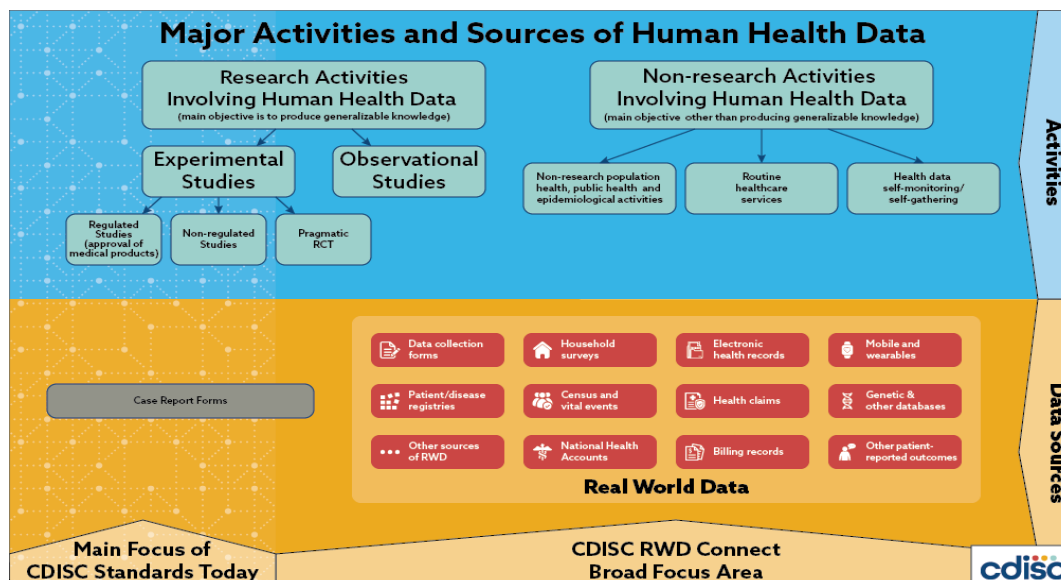 Major Activities and Sources of Human Health Data
Research Activities
Involving Human Health Data
(main objective is to produce generalizable knowledge)
Non-research Activities
Involving Human Health Data
(main objective other than producing generalizable knowledge)
Experimental
Studies
Observational
Studies
Non-research population
health, public health and
epidemiological activities
Routine
healthcare
services
Health data
self-monitoring/
self-gathering
Regulated
Studies
(approval of
medical products)
Non-regulated
Studies
Pragmatic
RCT
Activities
Data collection
forms
Household
surveys
Electronic
health records
Mobile and
wearables
Case Report Forms
Patient/disease
registries
Census and
vital events
Health claims
Genetic &
other databases
Other sources
of RWD
National Health
Accounts
Billing records
Other patient-
reported outcomes
Real World Data
Data Sources
Main Focus of
CDISC Standards Today
CDISC RWD Connect
Broad Focus Area
cdisc